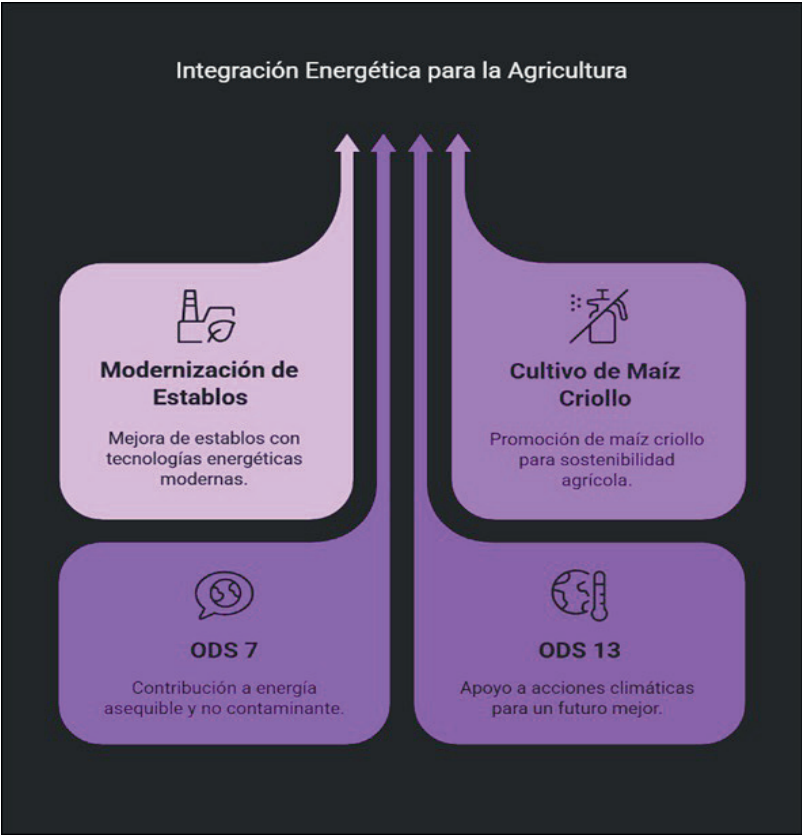 Integración Energética para la Agricultura
Modernización de
Establos
Mejora de establos con
tecnologías energéticas
modernas.
Cultivo de Maíz
Criollo
Promoción de maíz criollo
para sostenibilidad
agrícola.
ODS 7
Contribución a energía
asequible y no contaminante.
ODS 13
Apoyo a acciones climáticas
para un futuro mejor.